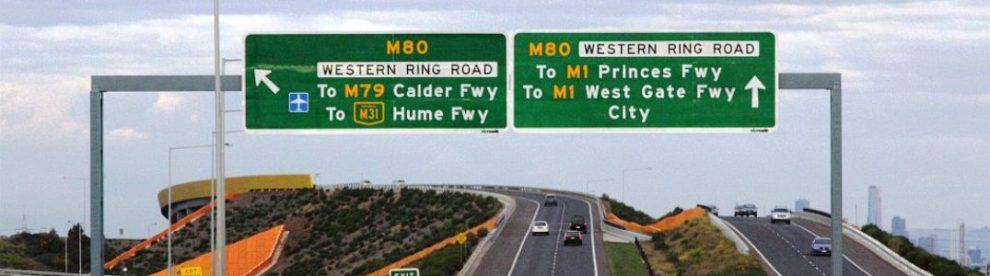 M80
WESTERN RING ROAD
To M79 Calder Fwy
To M31 Hume Fwy
M80 WESTERN RING ROAD
To M1 Princes Fwy
To M1 West Gate Fwy
City
EXIT